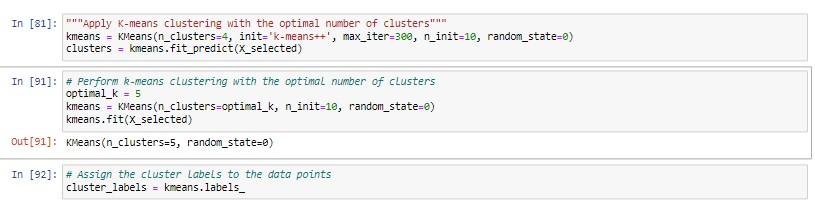 In [81]: """Apply K-means clustering with the optimal number of clusters"""
kmeans = KMeans(n_clusters=4, init='k-means++', max_iter=300, n_init=10, random_state=0)
clusters = kmeans.fit_predict(X_selected)
In [91]: # Perform k-means clustering with the optimal number of clusters
optimal_k = 5
kmeans = KMeans(n_clusters=optimal_k, n_init=10, random_state=0)
kmeans.fit(X_selected)
Out[91]: KMeans(n_clusters=5, random_state=0)
In [92]: # Assign the cluster labels to the data points
cluster_labels = kmeans.labels_